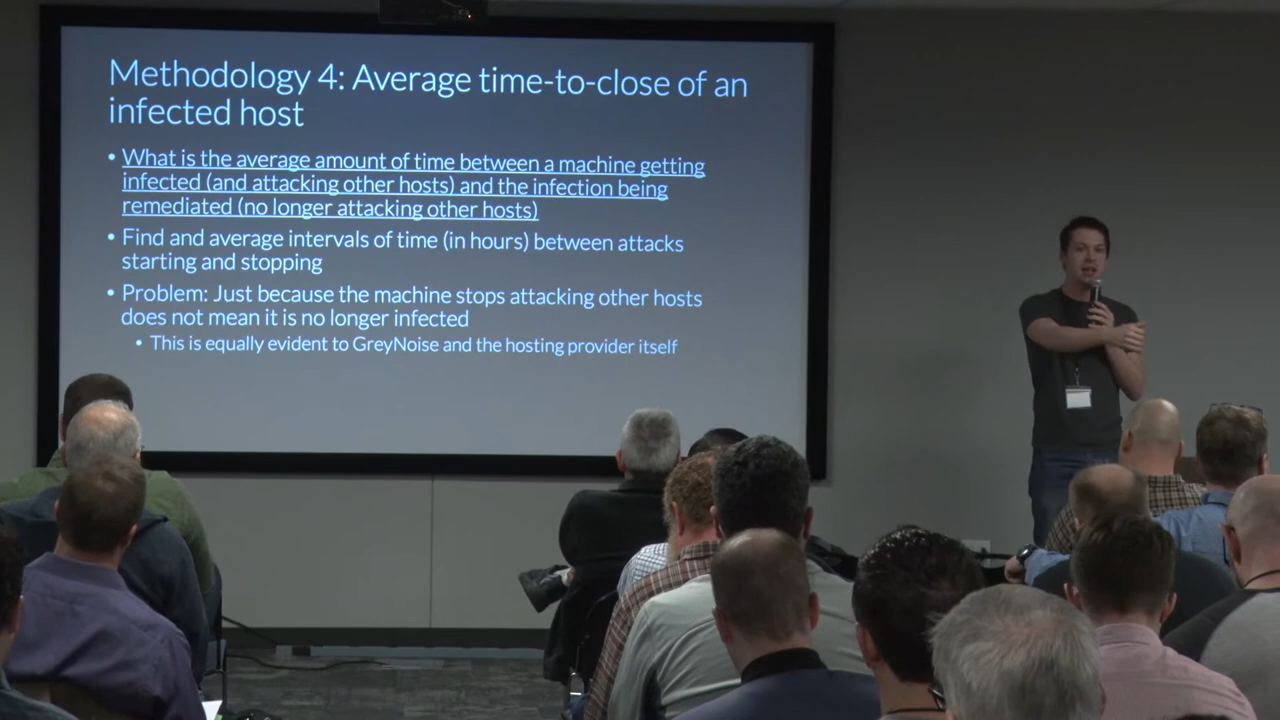 Methodology 4: Average time-to-close of an
infected host
• What is the average amount of time between a machine getting
infected (and attacking other hosts) and the infection being
remediated (no longer attacking other hosts)
• Find and average intervals of time (in hours) between attacks
starting and stopping
• Problem: Just because the machine stops attacking other hosts
does not mean it is no longer infected
• This is equally evident to GreyNoise and the hosting provider itself